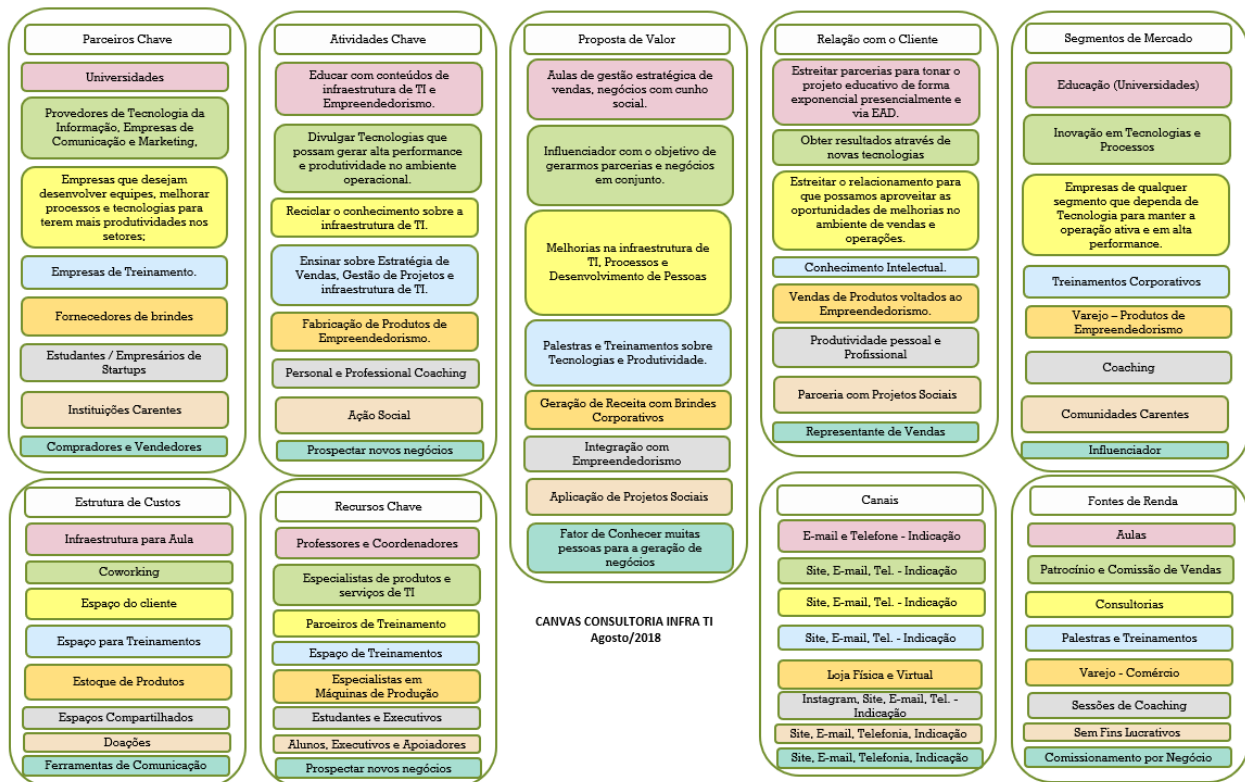 Parceiros Chave
Universidades
Provedores de Tecnologia da
Informação, Empresas de
Comunicação e Marketing,
Empresas que desejam
desenvolver equipes, melhorar
processos e tecnologias para
terem mais produtividades nos
setores;
Empresas de Treinamento.
Fornecedores de brindes
Estudantes / Empresários de
Startups
Instituições Carentes
Compradores e Vendedores
Atividades Chave
Educar com conteúdos de
infraestrutura de TI e
Empreendedorismo.
Divulgar Tecnologias que
possam gerar alta performance
e produtividade no ambiente
operacional.
Reciclar o conhecimento sobre a
infraestrutura de TI.
Ensinar sobre Estratégia de
Vendas, Gestão de Projetos e
infraestrutura de TI.
Fabricação de Produtos de
Empreendedorismo.
Personal e Professional Coaching
Ação Social
Prospectar novos negócios
Proposta de Valor
Aulas de gestão estratégica de
vendas, negócios com cunho
social.
Influenciador com o objetivo de
gerarmos parcerias e negócios
em conjunto.
Melhorias na infraestrutura de
TI, Processos e
Desenvolvimento de Pessoas
Palestras e Treinamentos sobre
Tecnologias e Produtividade.
Geração de Receita com Brindes
Corporativos
Integração com
Empreendedorismo
Aplicação de Projetos Sociais
Fator de Conhecer muitas
pessoas para a geração de
negócios
Relação com o Cliente
Estreitar parcerias para tonar o
projeto educativo de forma
exponencial presencialmente e
via EAD.
Obter resultados através de
novas tecnologias
Estreitar o relacionamento para
que possamos aproveitar as
oportunidades de melhorias no
ambiente de vendas e
operações.
Conhecimento Intelectual.
Vendas de Produtos voltados ao
Empreendedorismo.
Produtividade pessoal e
Profissional
Parceria com Projetos Sociais
Representante de Vendas
Segmentos de Mercado
Educação (Universidades)
Inovação em Tecnologias e
Processos
Empresas de qualquer
segmento que dependa de
Tecnologia para manter a
operação ativa e em alta
performance.
Treinamentos Corporativos
Varejo – Produtos de
Empreendedorismo
Coaching
Comunidades Carentes
Influenciador
Estrutura de Custos
Infraestrutura para Aula
Coworking
Espaço do cliente
Espaço para Treinamentos
Estoque de Produtos
Espaços Compartilhados
Doações
Ferramentas de Comunicação
Recursos Chave
Professores e Coordenadores
Especialistas de produtos e
serviços de TI
Parceiros de Treinamento
Espaço de Treinamentos
Especialistas em
Máquinas de Produção
Estudantes e Executivos
Alunos, Executivos e Apoiadores
Prospectar novos negócios
CANVAS CONSULTORIA INFRA TI
Agosto/2018
Canais
E-mail e Telefone - Indicação
Site, E-mail, Tel. - Indicação
Site, E-mail, Tel. - Indicação
Site, E-mail, Tel. - Indicação
Loja Física e Virtual
Instagram, Site, E-mail, Tel. -
Indicação
Site, E-mail, Telefonia, Indicação
Site, E-mail, Telefonia, Indicação
Fontes de Renda
Aulas
Patrocínio e Comissão de Vendas
Consultorias
Palestras e Treinamentos
Varejo - Comércio
Sessões de Coaching
Sem Fins Lucrativos
Comissionamento por Negócio